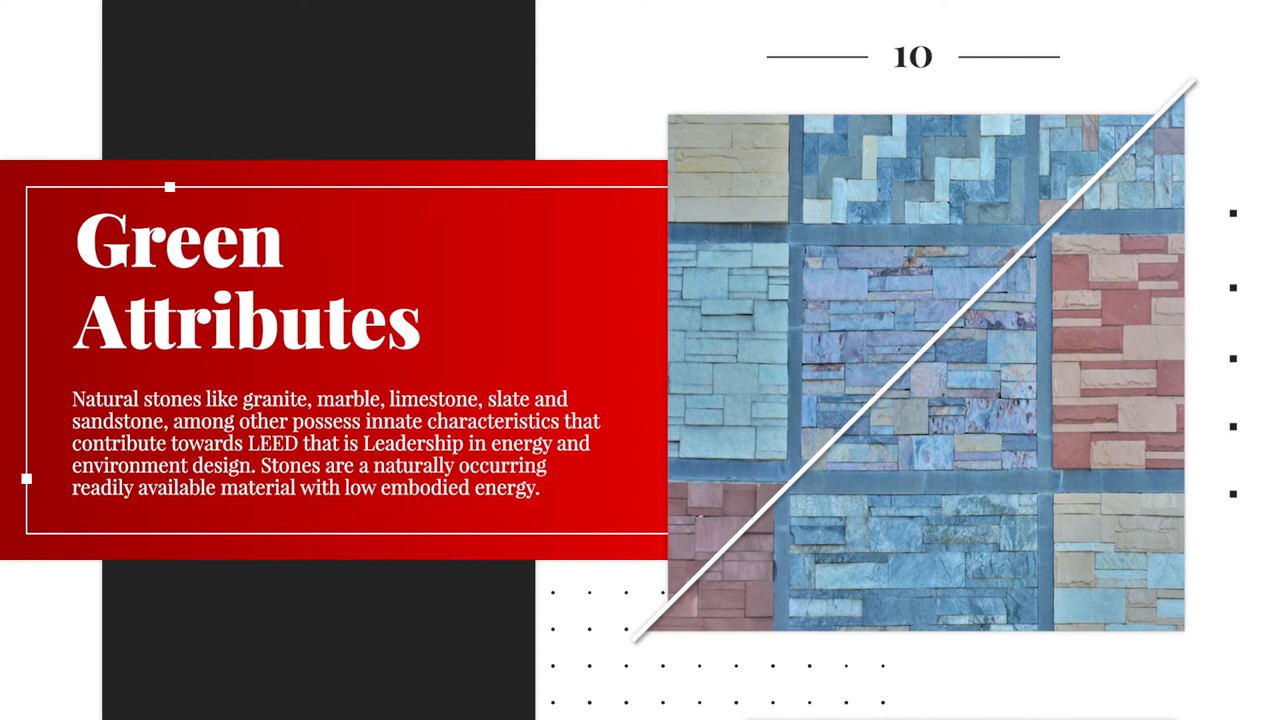 10
Green
Attributes
Natural stones like granite, marble, limestone, slate and
sandstone, among other possess innate characteristics that
contribute towards LEED that is Leadership in energy and
environment design. Stones are a naturally occurring
readily available material with low embodied energy.